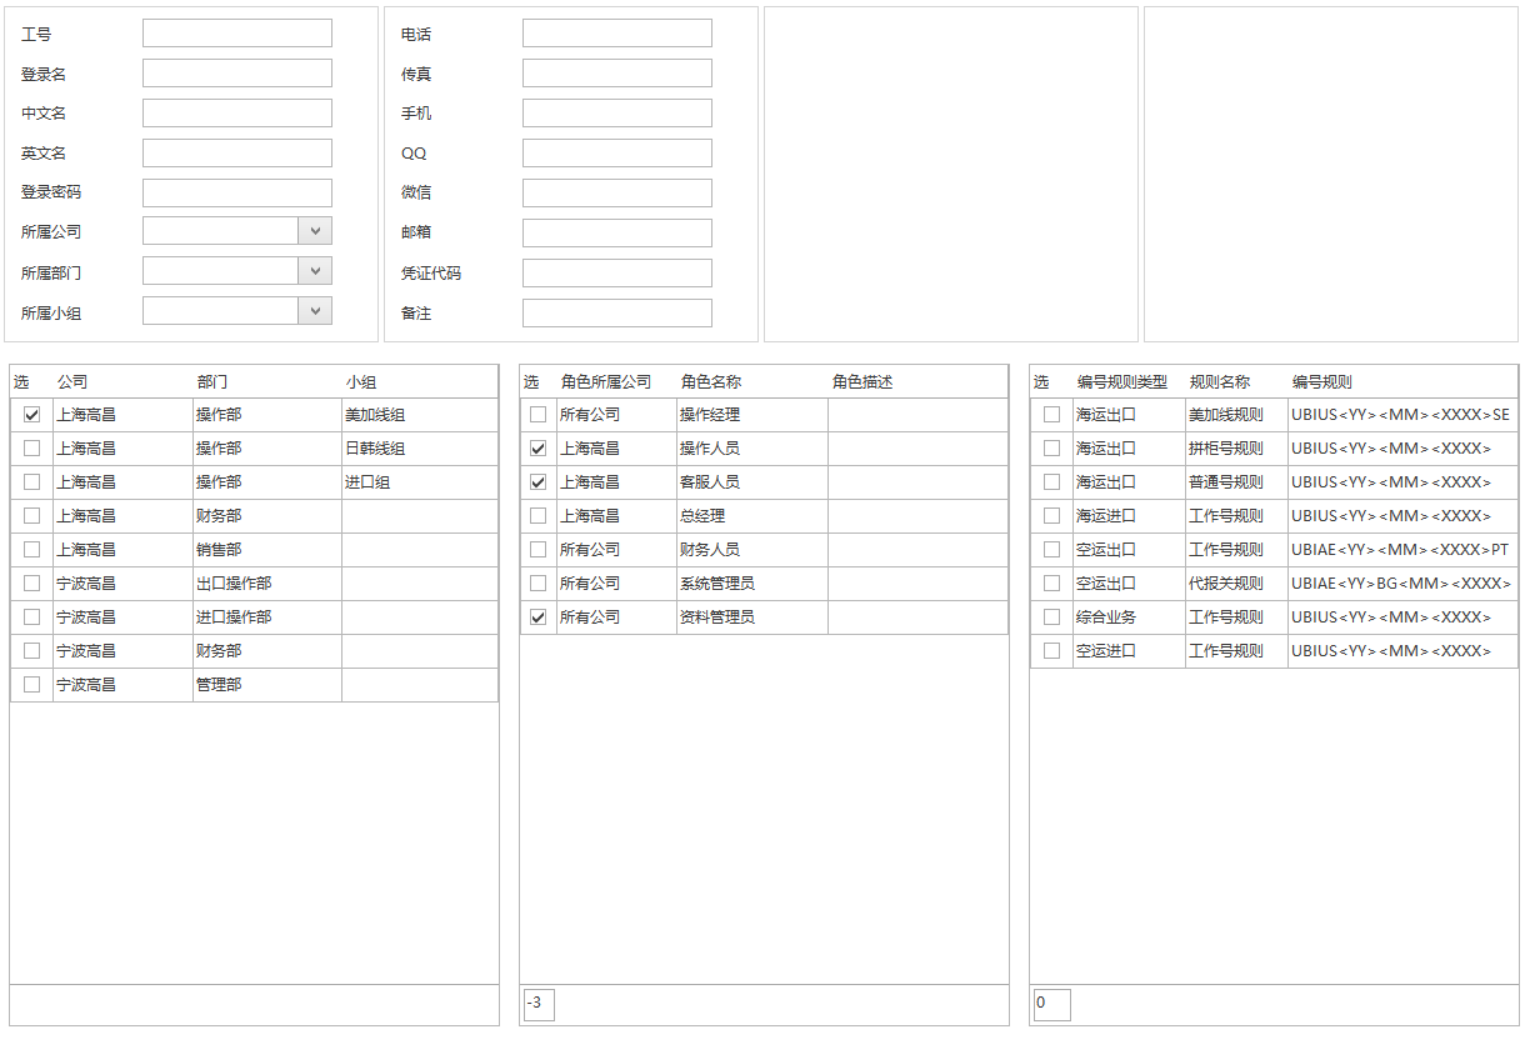 工号
登录名
中文名
英文名
登录密码
所属公司
所属部门
所属小组
电话
传真
手机
QQ
微信
邮箱
凭证代码
备注
选 公司 部门 小组
上海高昌 操作部 美加线组
上海高昌 操作部 日韩线组
上海高昌 操作部 进口组
上海高昌 财务部
上海高昌 销售部
宁波高昌 出口操作部
宁波高昌 进口操作部
宁波高昌 财务部
宁波高昌 管理部
选 角色所属公司 角色名称 角色描述
所有公司 操作经理
上海高昌 操作人员
上海高昌 客服人员
上海高昌 总经理
所有公司 财务人员
所有公司 系统管理员
所有公司 资料管理员
-3
选 编号规则类型 规则名称 编号规则
海运出口 美加线规则 UBIUS<YY><MM><XXXX>SE
海运出口 拼柜号规则 UBIUS<YY><MM><XXXX>
海运出口 普通号规则 UBIUS<YY><MM><XXXX>
海运进口 工作号规则 UBIUS<YY><MM><XXXX>
空运出口 工作号规则 UBIAE<YY><MM><XXXX>PT
空运出口 代报关规则 UBIAE<YY>BG<MM><XXXX>
综合业务 工作号规则 UBIUS<YY><MM><XXXX>
空运进口 工作号规则 UBIUS<YY><MM><XXXX>
0